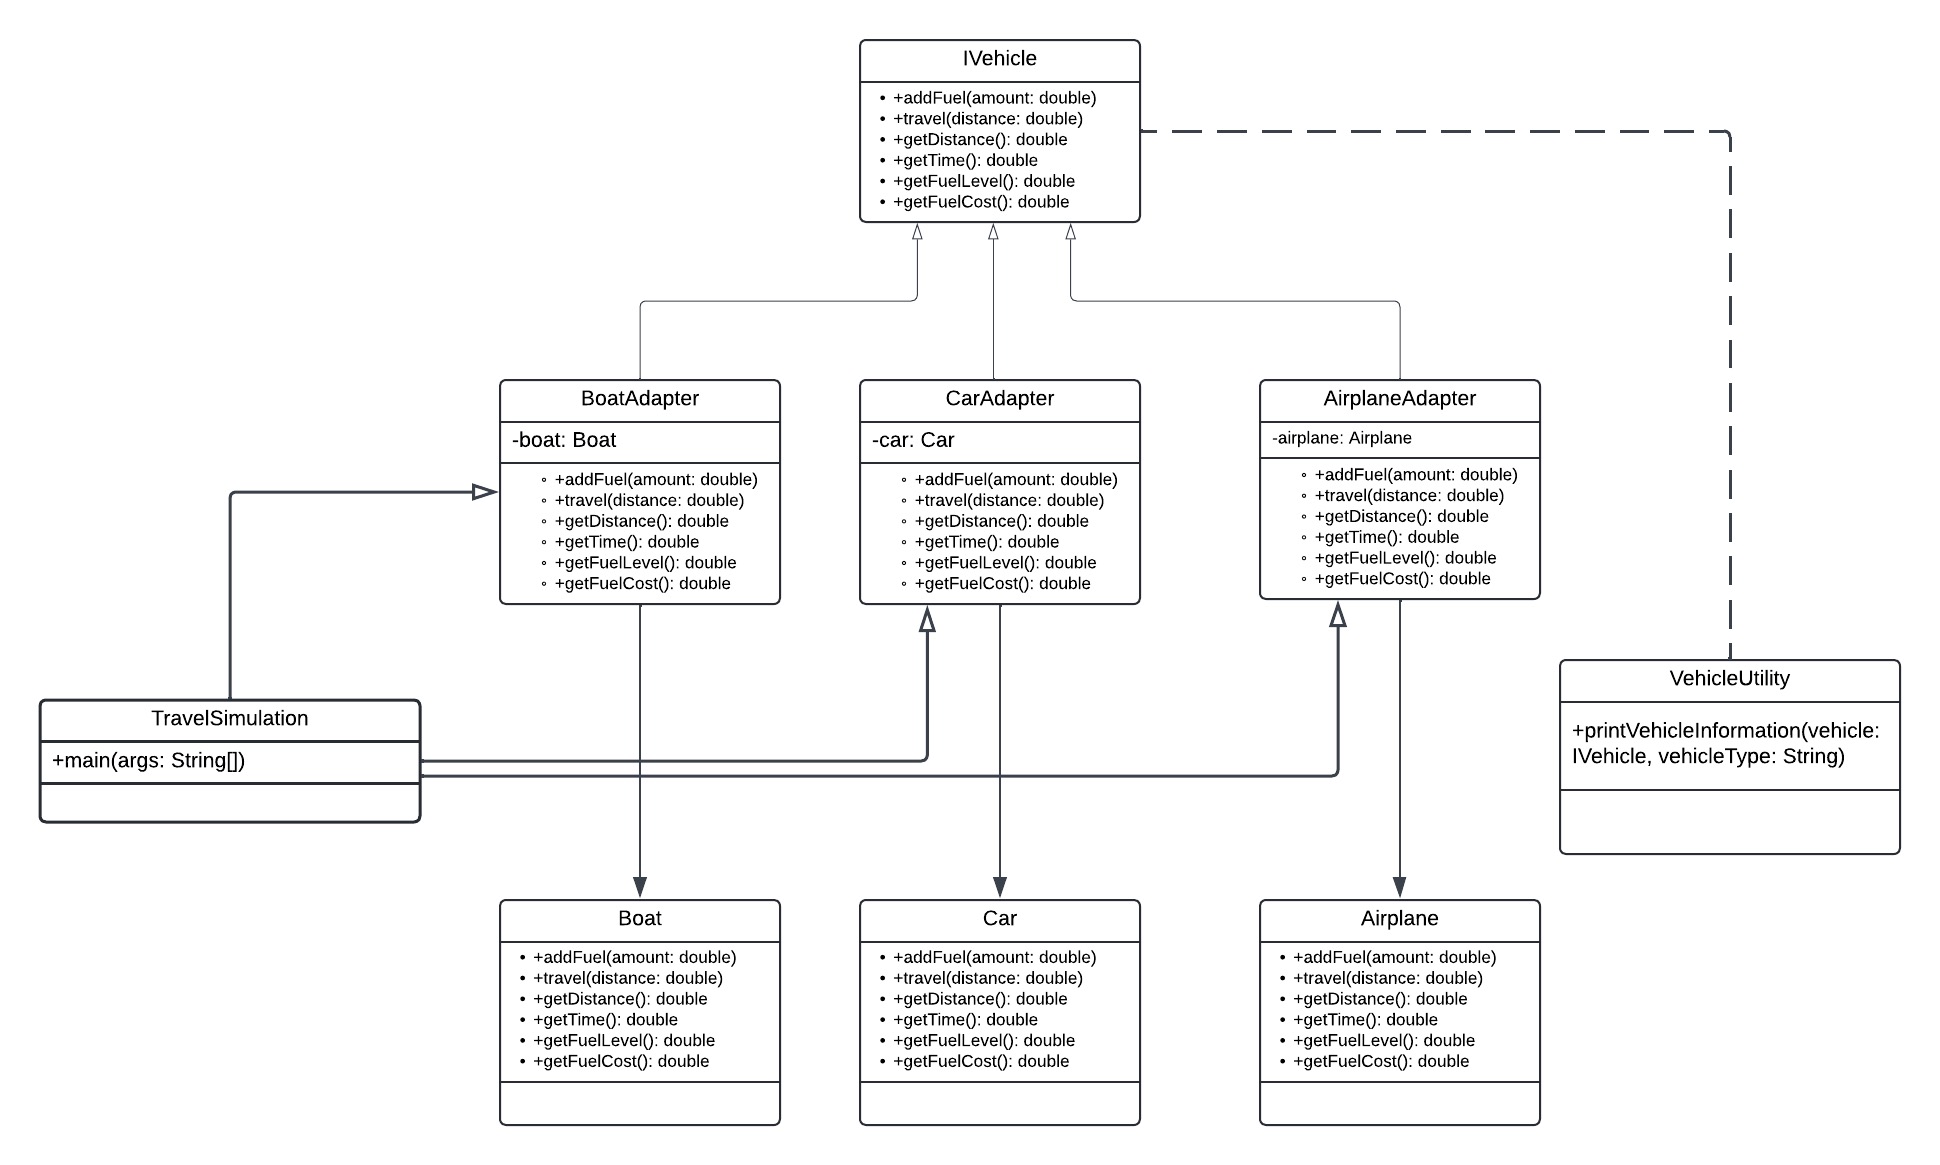 IVehicle
• +addFuel(amount: double)
• +travel(distance: double)
• +getDistance(): double
• +getTime(): double
• +getFuelLevel(): double
• +getFuelCost(): double
BoatAdapter
-boat: Boat
◦ +addFuel(amount: double)
◦ +travel(distance: double)
◦ +getDistance(): double
◦ +getTime(): double
◦ +getFuelLevel(): double
◦ +getFuelCost(): double
CarAdapter
-car: Car
◦ +addFuel(amount: double)
◦ +travel(distance: double)
◦ +getDistance(): double
◦ +getTime(): double
◦ +getFuelLevel(): double
◦ +getFuelCost(): double
AirplaneAdapter
-airplane: Airplane
◦ +addFuel(amount: double)
◦ +travel(distance: double)
◦ +getDistance(): double
◦ +getTime(): double
◦ +getFuelLevel(): double
◦ +getFuelCost(): double
TravelSimulation
+main(args: String[])
VehicleUtility
+printVehicleInformation(vehicle:
IVehicle, vehicleType: String)
Boat
• +addFuel(amount: double)
• +travel(distance: double)
• +getDistance(): double
• +getTime(): double
• +getFuelLevel(): double
• +getFuelCost(): double
Car
• +addFuel(amount: double)
• +travel(distance: double)
• +getDistance(): double
• +getTime(): double
• +getFuelLevel(): double
• +getFuelCost(): double
Airplane
• +addFuel(amount: double)
• +travel(distance: double)
• +getDistance(): double
• +getTime(): double
• +getFuelLevel(): double
• +getFuelCost(): double